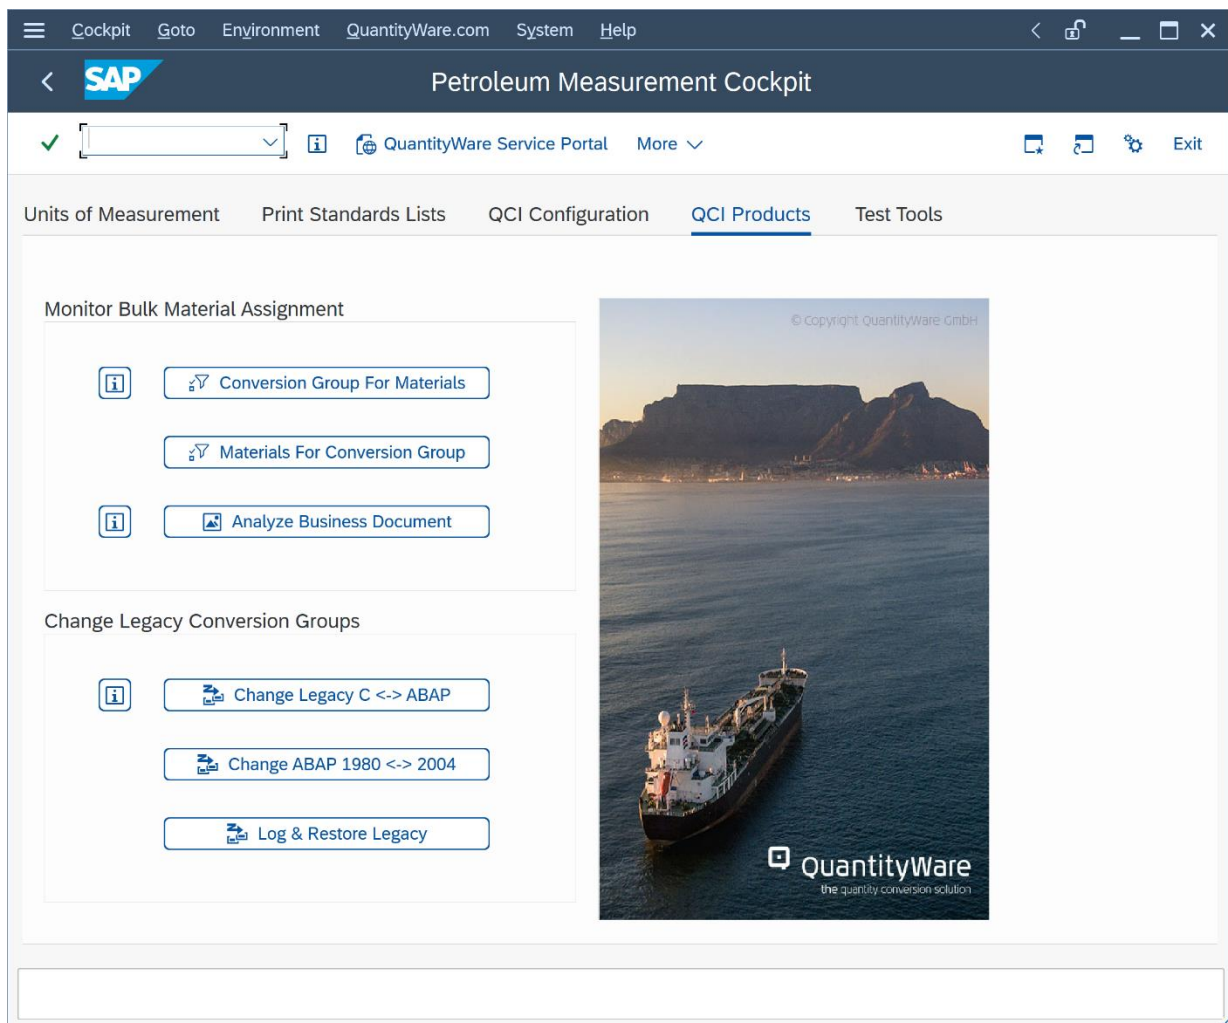 Cockpit Goto Environment QuantityWare.com System Help
SAP Petroleum Measurement Cockpit
QuantityWare Service Portal More Exit
Units of Measurement Print Standards Lists QCI Configuration QCI Products Test Tools
Monitor Bulk Material Assignment
Conversion Group For Materials
Materials For Conversion Group
Analyze Business Document
Change Legacy Conversion Groups
Change Legacy C <-> ABAP
Change ABAP 1980 <-> 2004
Log & Restore Legacy
© Copyright QuantityWare GmbH
QuantityWare
the quantity conversion solution